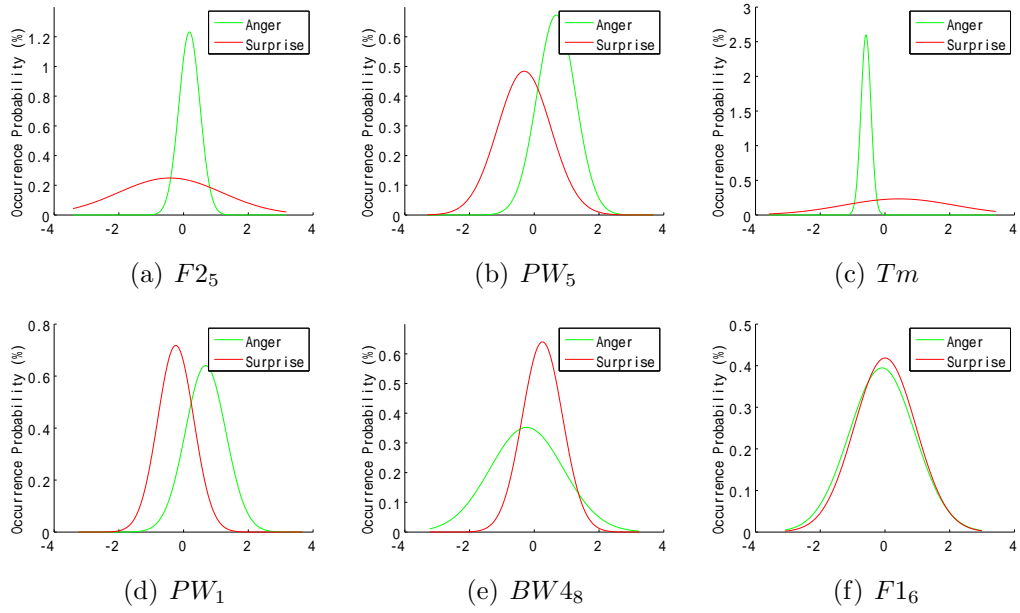 Occurrence Probability (%)
1.2
1
0.8
0.6
0.4
0.2
0
-4 -2 0 2 4
Anger
Surprise
(a) F2₅
Occurrence Probability (%)
0.6
0.5
0.4
0.3
0.2
0.1
0
-4 -2 0 2 4
Anger
Surprise
(b) PW₅
Occurrence Probability (%)
3
2.5
2
1.5
1
0.5
0
-4 -2 0 2 4
Anger
Surprise
(c) Tm
Occurrence Probability (%)
0.8
0.6
0.4
0.2
0
-4 -2 0 2 4
Anger
Surprise
(d) PW₁
Occurrence Probability (%)
0.6
0.5
0.4
0.3
0.2
0.1
0
-4 -2 0 2 4
Anger
Surprise
(e) BW4₈
Occurrence Probability (%)
0.5
0.4
0.3
0.2
0.1
0
-4 -2 0 2 4
Anger
Surprise
(f) F1₆